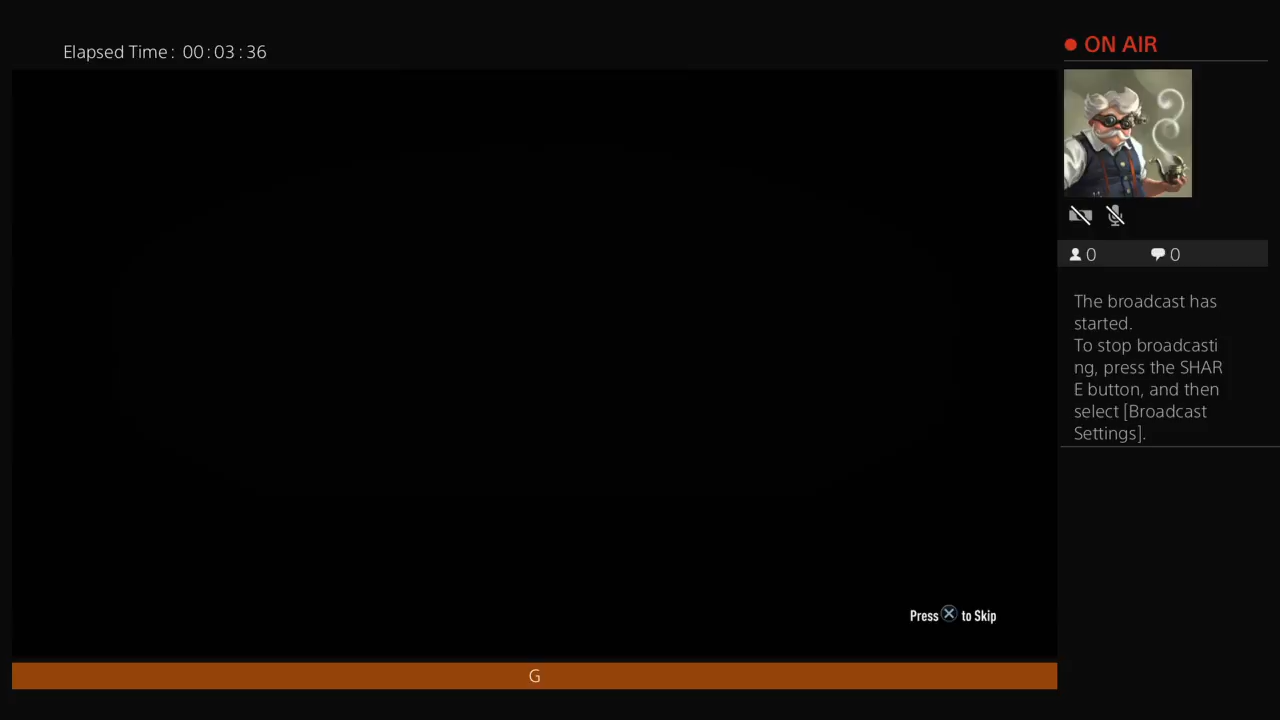 Elapsed Time: 00:03:36
ON AIR
0 0
The broadcast has
started.
To stop broadcasti
ng, press the SHAR
E button, and then
select [Broadcast
Settings].
Press to Skip
G